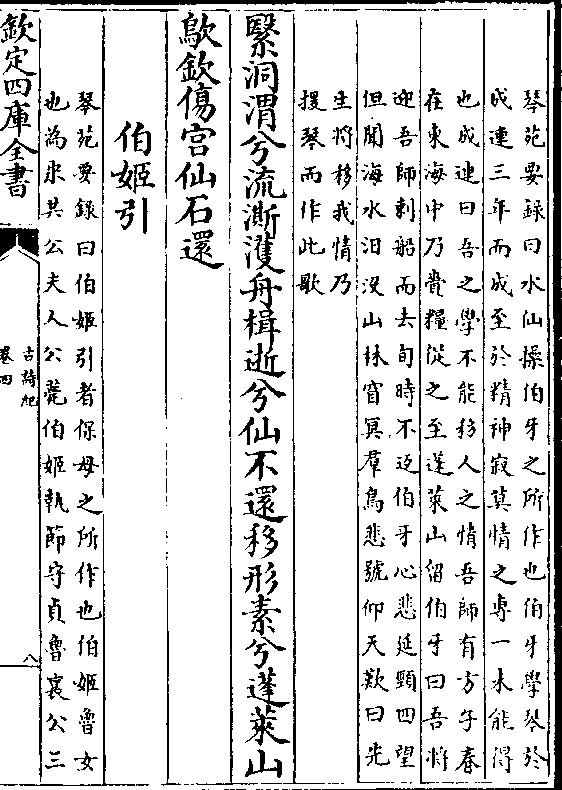 琴苑要録曰水仙操伯牙之所作也伯牙學琴於
成連三年而成至於精神寂寞情之專一未能得
也成連曰吾之學不能移人之情吾師有方子春
在東海中乃賫糧從之至蓬萊山留伯牙曰吾將
迎吾師刺船而去旬時不返伯牙心悲延頸四望
但聞海水汨没山林窅冥羣鳥悲號仰天歎曰先
生將移我情乃
援琴而作此歌
繄洞渭兮流澌濩舟楫逝兮仙不還移形素兮蓬萊山
歍欽傷宫仙石還
伯姬引
琴苑要録曰伯姬引者保母之所作也伯姬魯女
也為宋共公夫人公薨伯姬執節守貞魯襄公三
欽定四庫全書
古詩紀
卷四
八